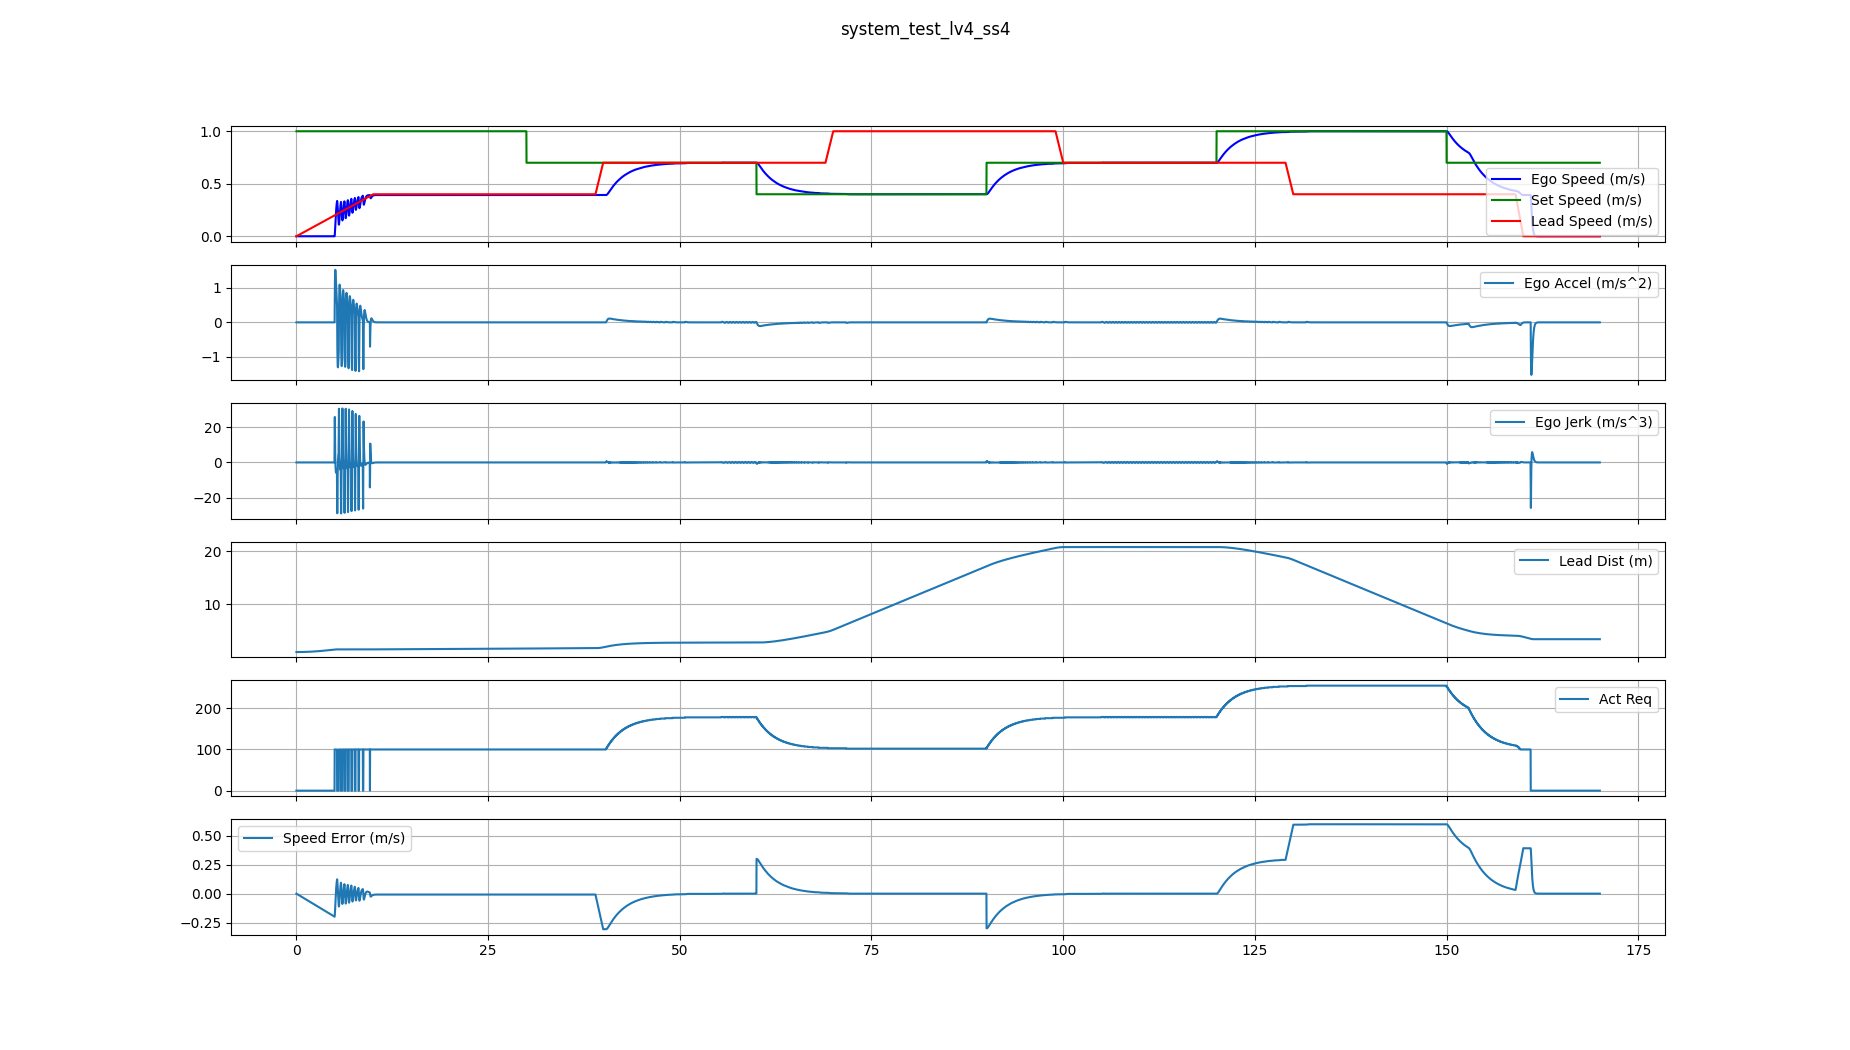 system_test_lv4_ss4
1.0
0.5
0.0
Ego Speed (m/s)
Set Speed (m/s)
Lead Speed (m/s)
1
0
−1
Ego Accel (m/s^2)
20
0
−20
Ego Jerk (m/s^3)
20
10
Lead Dist (m)
200
100
0
Act Req
0.50
0.25
0.00
−0.25
Speed Error (m/s)
0 25 50 75 100 125 150 175